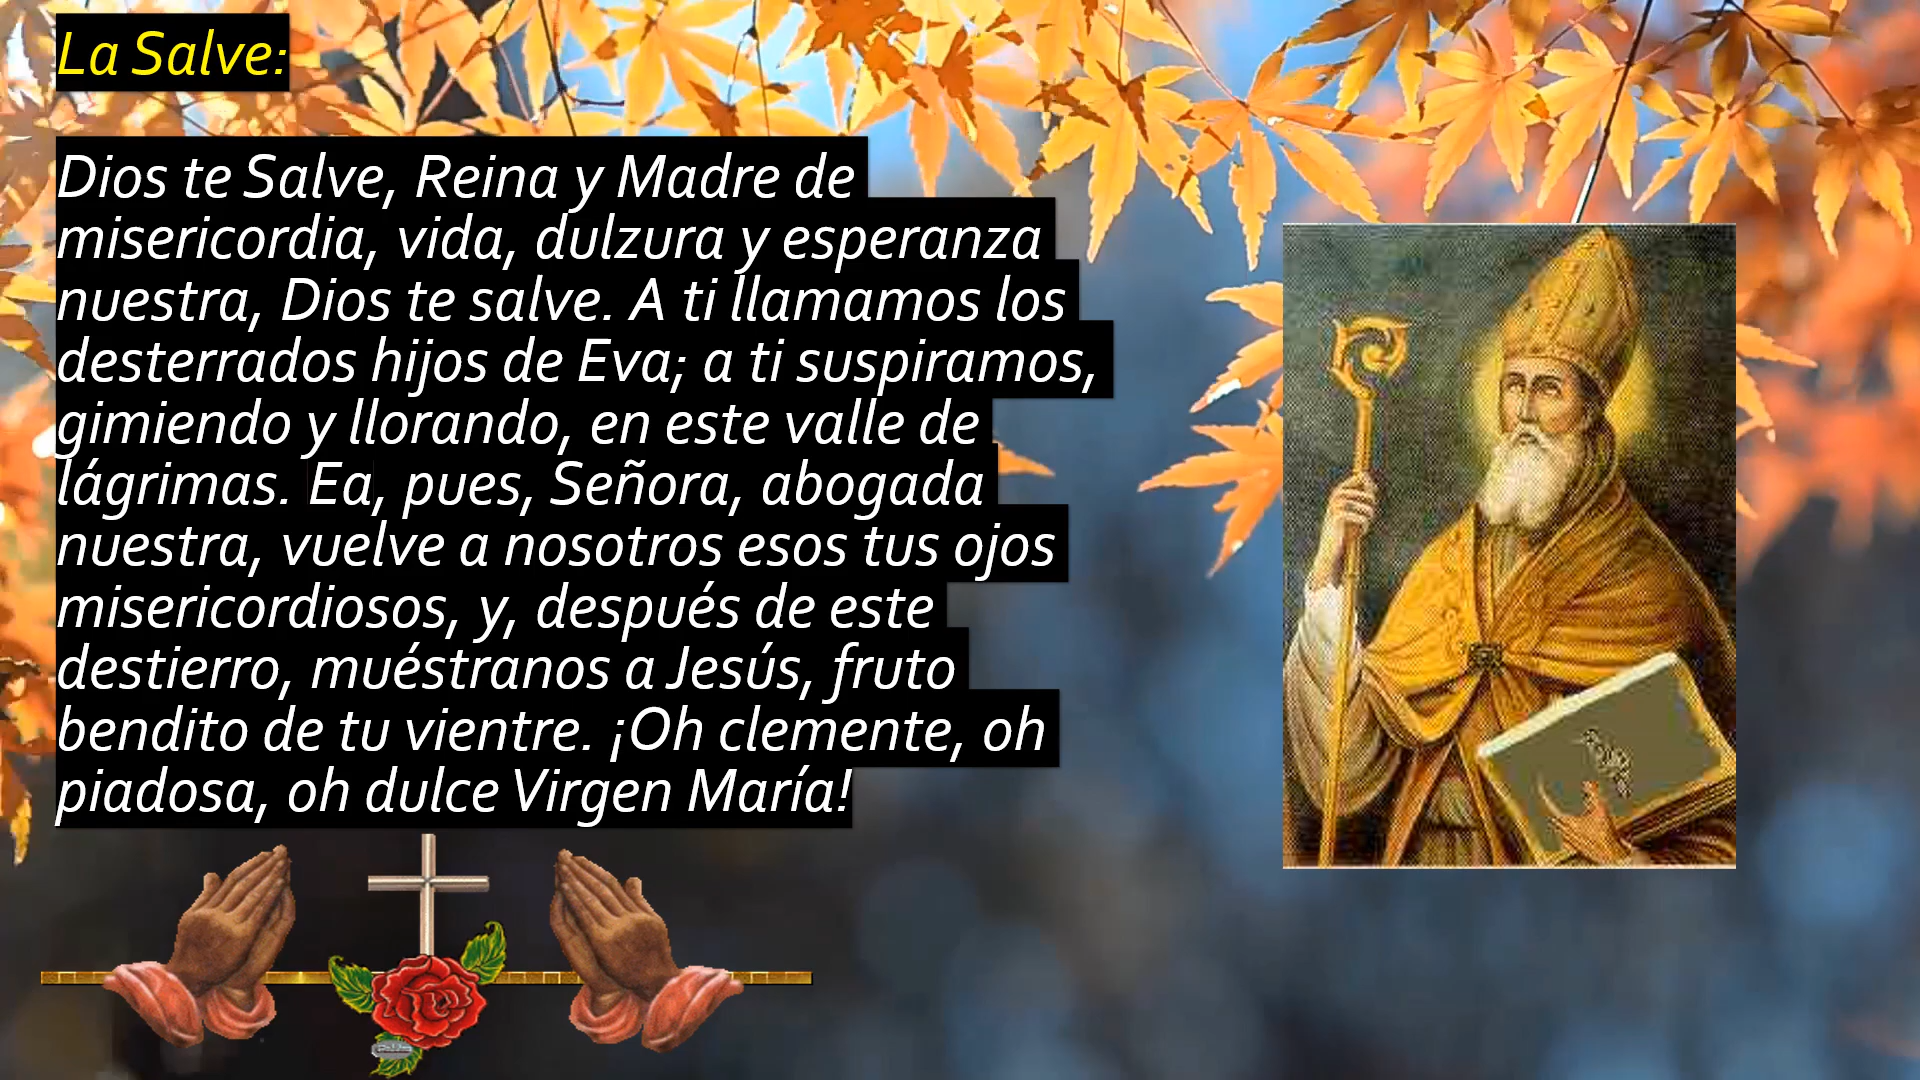 La Salve:
Dios te Salve, Reina y Madre de
misericordia, vida, dulzura y esperanza
nuestra, Dios te salve. A ti llamamos los
desterrados hijos de Eva; a ti suspiramos,
gimiendo y llorando, en este valle de
lágrimas. Ea, pues, Señora, abogada
nuestra, vuelve a nosotros esos tus ojos
misericordiosos, y, después de este
destierro, muéstranos a Jesús, fruto
bendito de tu vientre. ¡Oh clemente, oh
piadosa, oh dulce Virgen María!